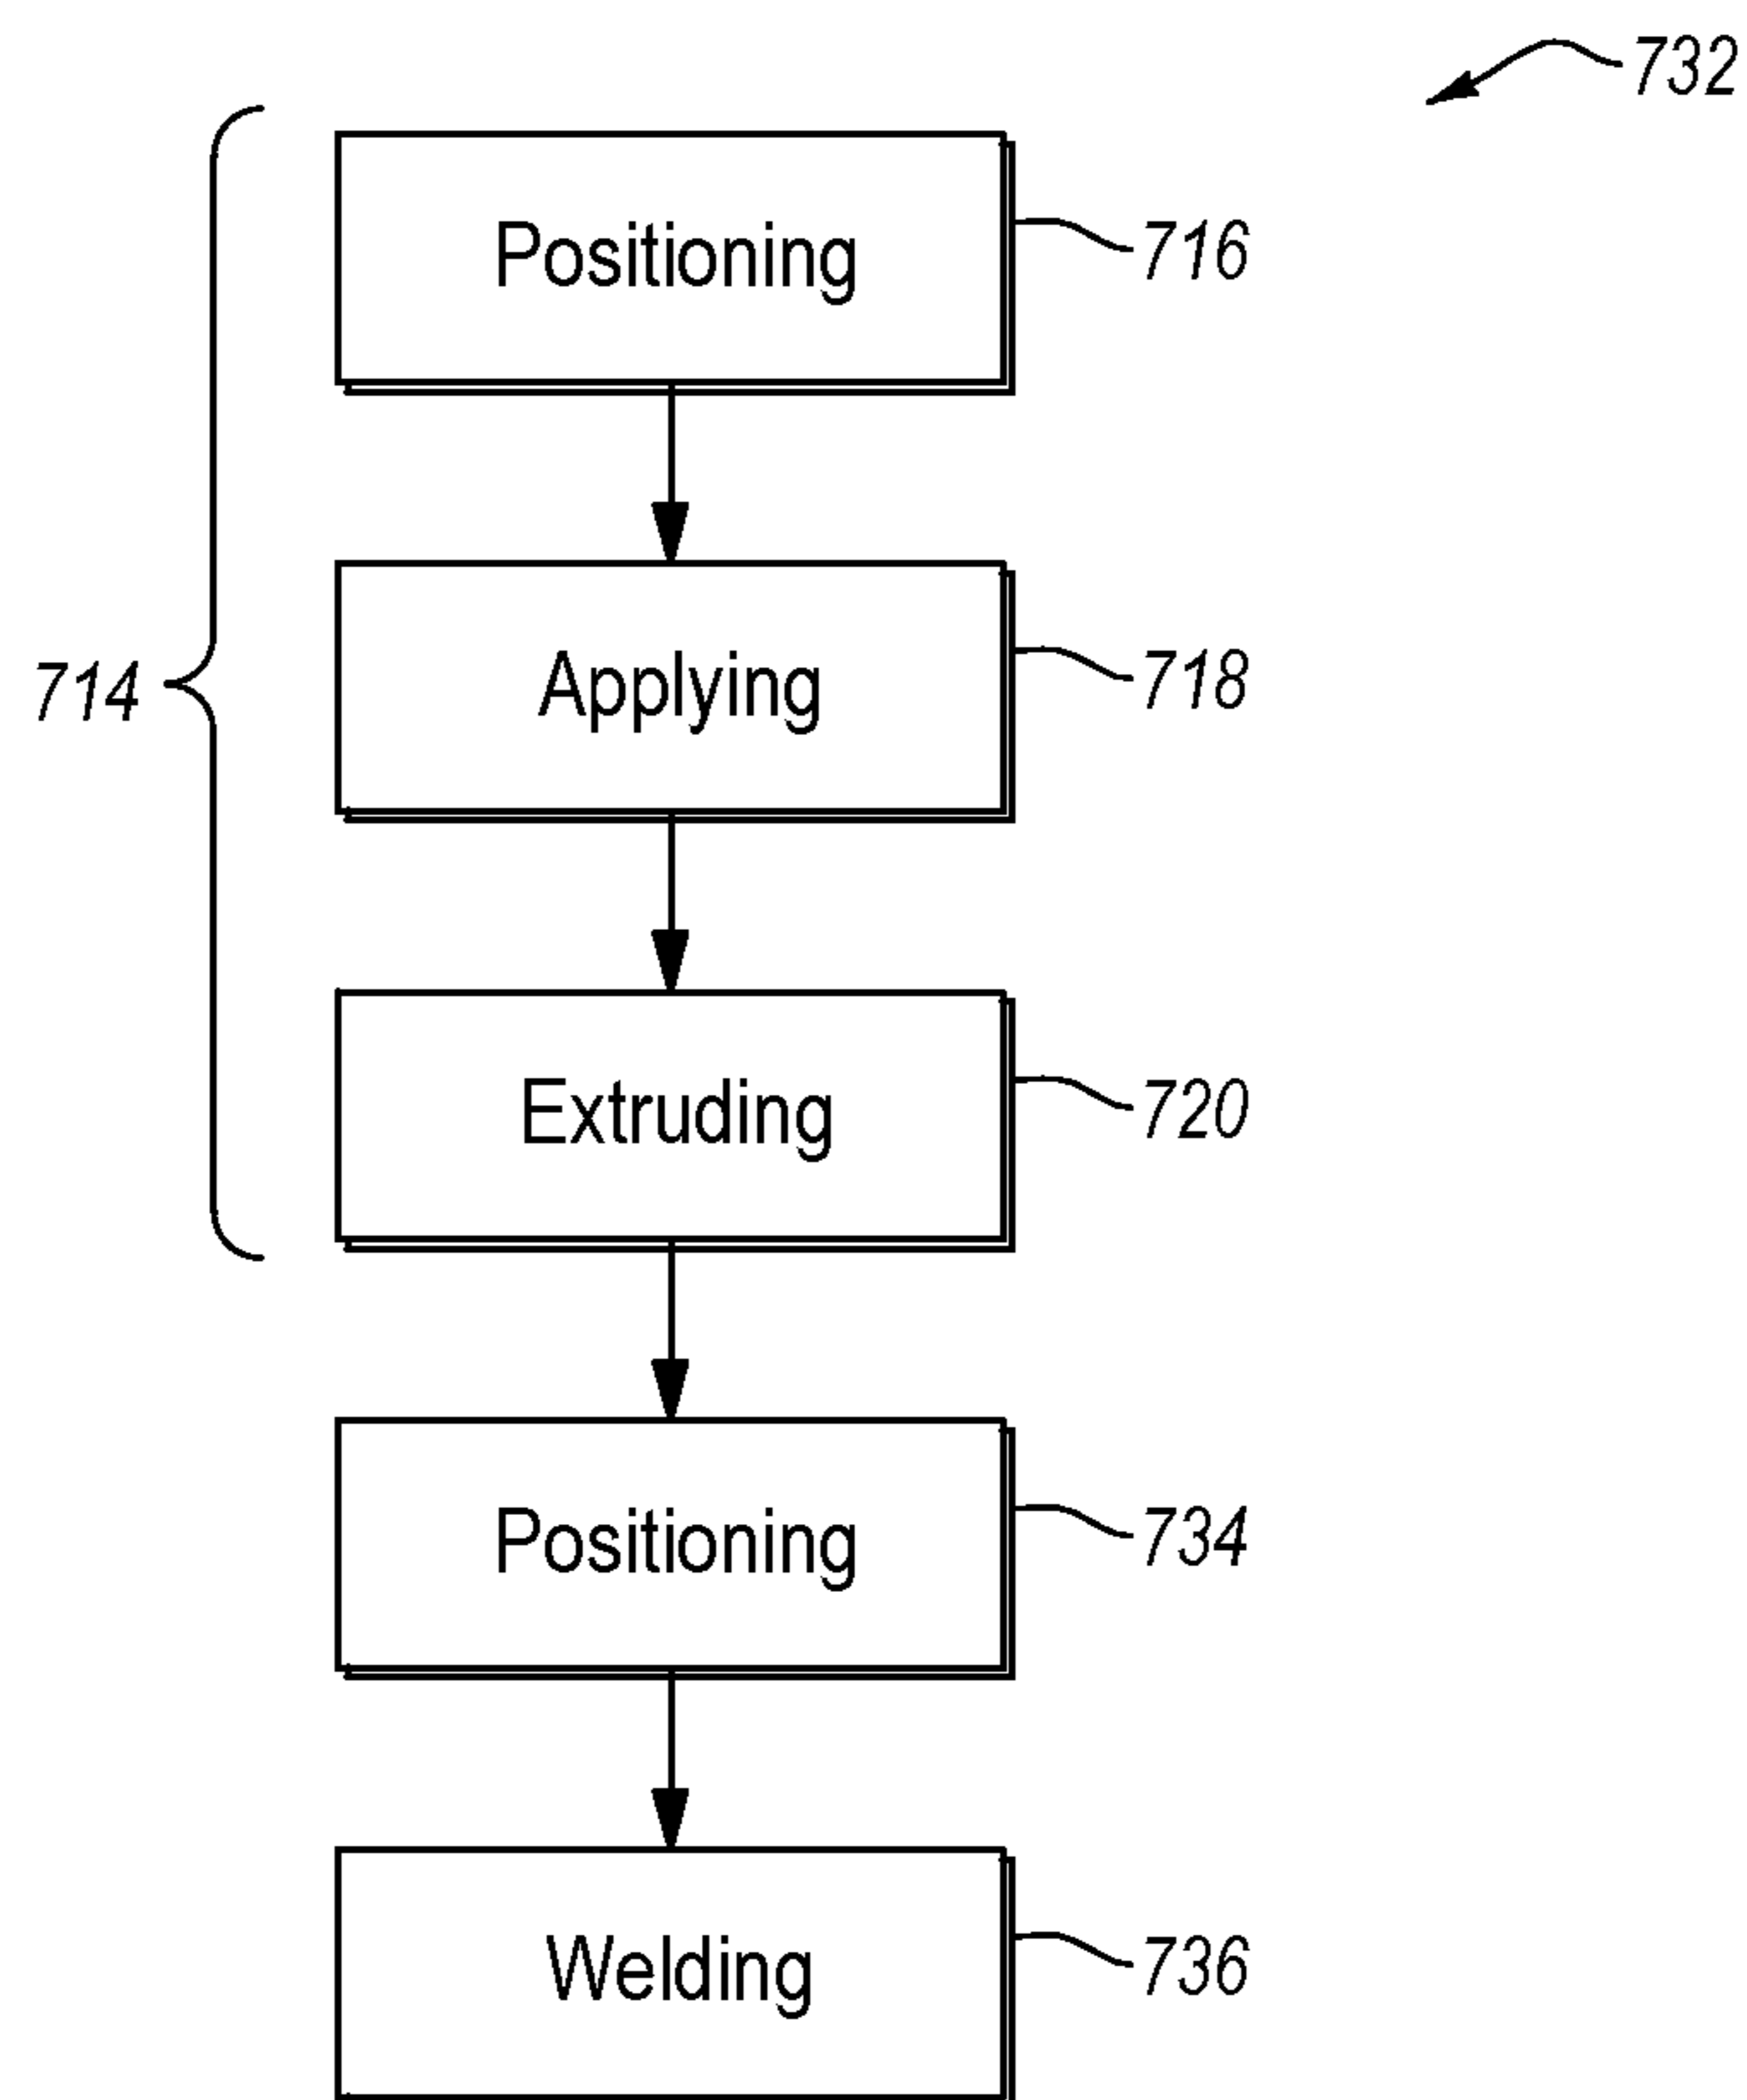 732
Positioning
716
Applying
718
714
Extruding
720
Positioning
734
Welding
736